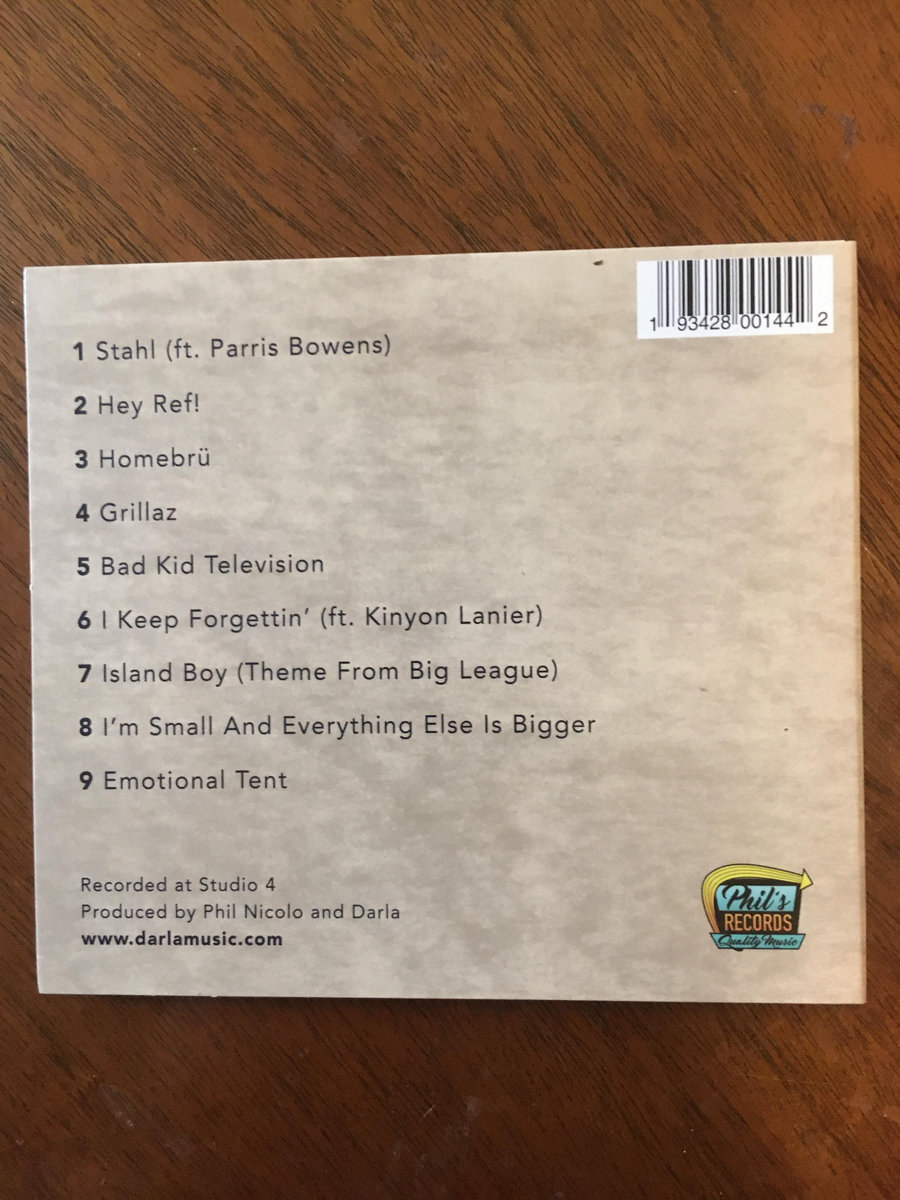 1 93428 00144 2
1 Stahl (ft. Parris Bowens)
2 Hey Ref!
3 Homebrü
4 Grillaz
5 Bad Kid Television
6 I Keep Forgettin’ (ft. Kinyon Lanier)
7 Island Boy (Theme From Big League)
8 I’m Small And Everything Else Is Bigger
9 Emotional Tent
Recorded at Studio 4
Produced by Phil Nicolo and Darla
www.darlamusic.com
Phil's
RECORDS
Quality Music